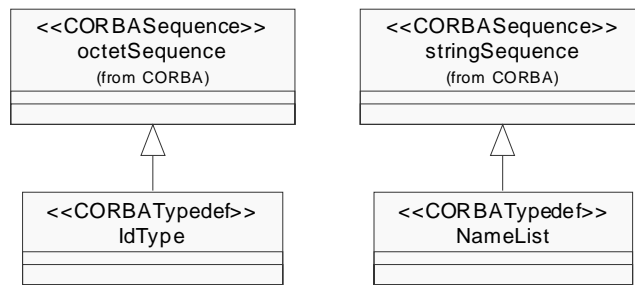 <<CORBASequence>>
octetSequence
(from CORBA)
<<CORBASequence>>
stringSequence
(from CORBA)
<<CORBATypedef>>
IdType
<<CORBATypedef>>
NameList